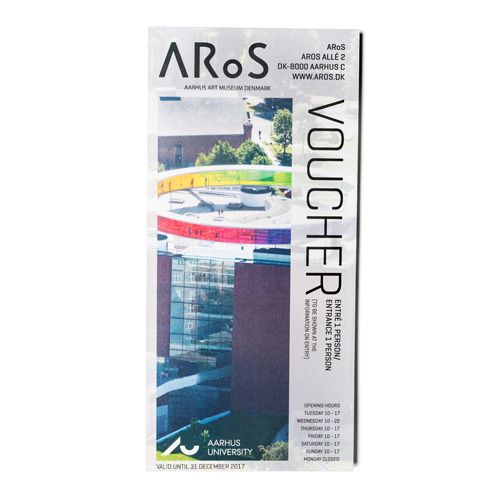 ARoS
AARHUS ART MUSEUM DENMARK
ARoS
AROS ALLÉ 2
DK-8000 AARHUS C
WWW.AROS.DK
VOUCHER
ENTRÉ 1 PERSON/
ENTRANCE 1 PERSON
(TO BE SHOWN AT THE
INFORMATION ON ENTRY)
OPENING HOURS
TUESDAY 10 - 17
WEDNESDAY 10 - 22
THURSDAY 10 - 17
FRIDAY 10 - 17
SATURDAY 10 - 17
SUNDAY 10 - 17
MONDAY CLOSED
AARHUS
UNIVERSITY
VALID UNTIL 31 DECEMBER 2017